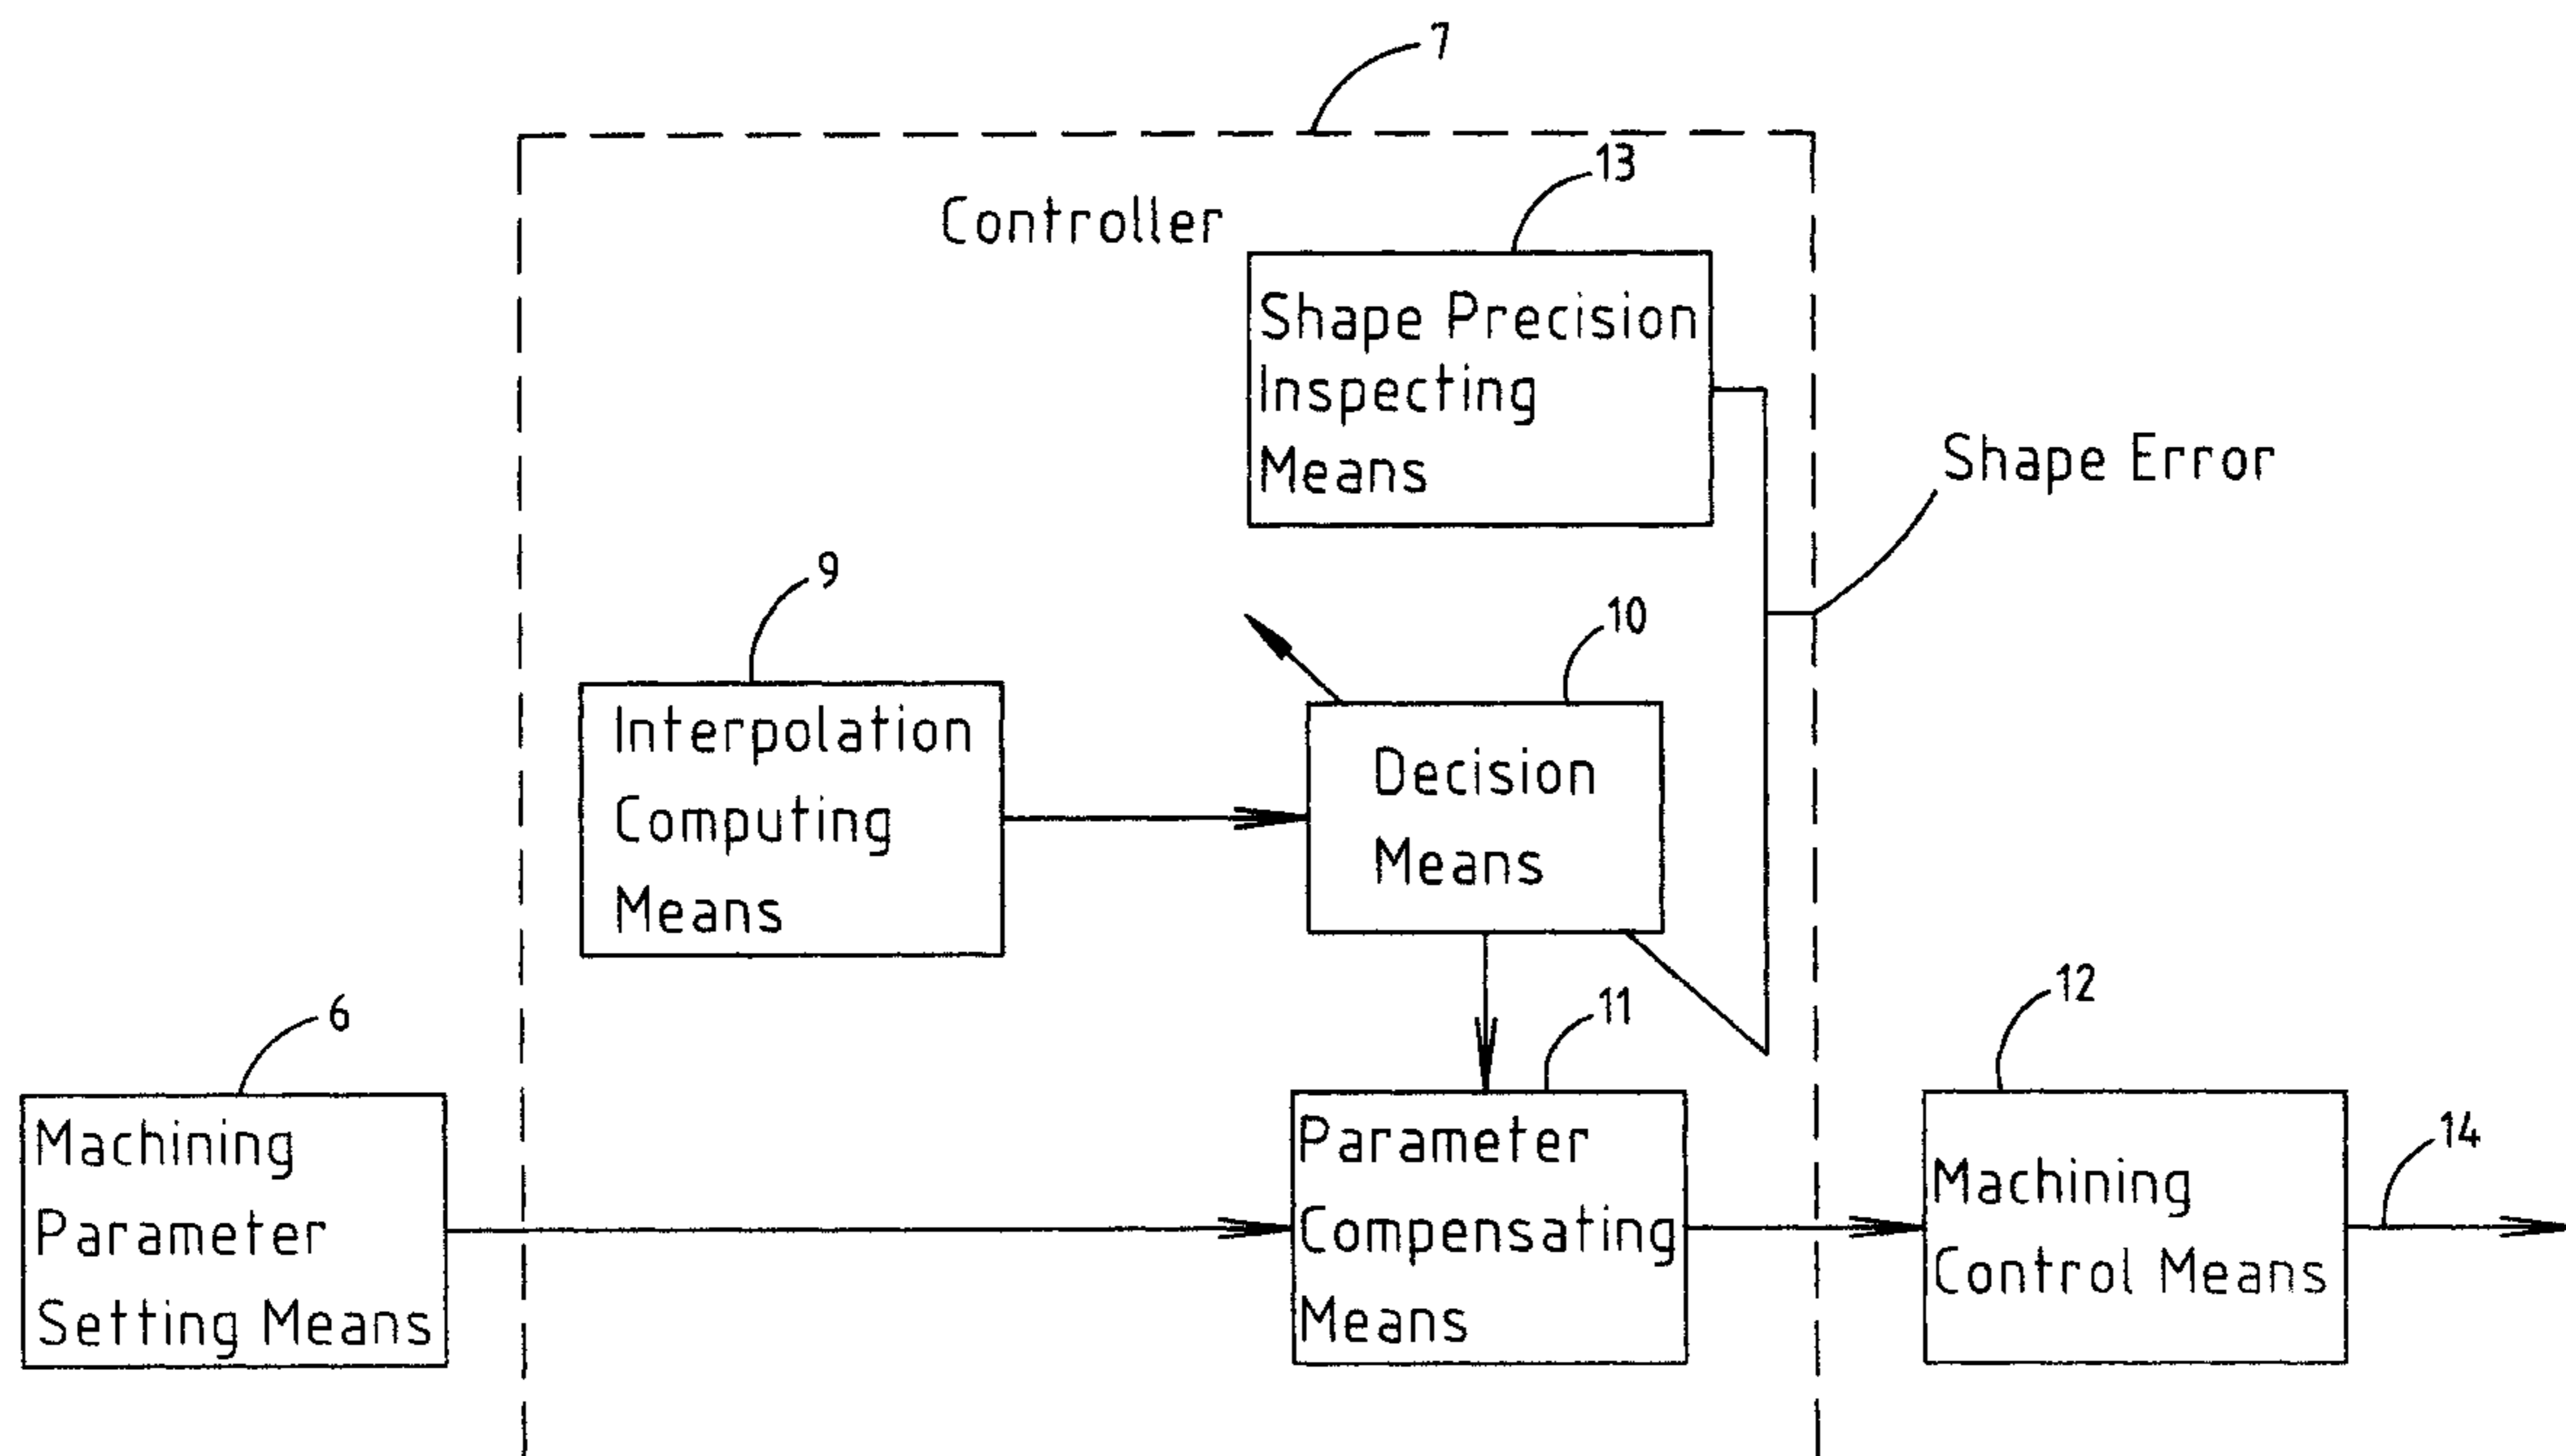 7
13
Controller
Shape Precision
Inspecting
Means
Shape Error
9
10
Interpolation
Computing
Means
Decision
Means
6
11
12
Machining
Parameter
Setting Means
Parameter
Compensating
Means
Machining
Control Means
14